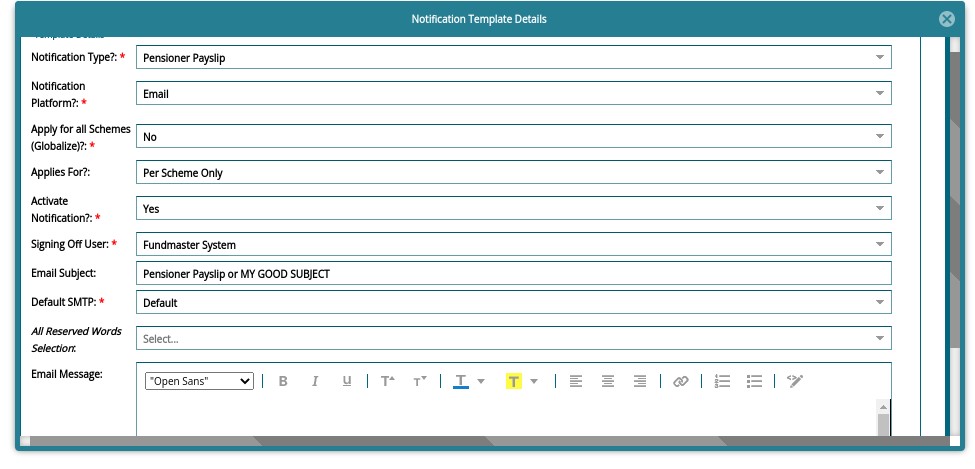 Notification Template Details
Template Details
Notification Type?: * Pensioner Payslip
Notification
Platform?: * Email
Apply for all Schemes
(Globalize)?: * No
Applies For?: Per Scheme Only
Activate
Notification?: * Yes
Signing Off User: * Fundmaster System
Email Subject: Pensioner Payslip or MY GOOD SUBJECT
Default SMTP: * Default
All Reserved Words
Selection: Select...
Email Message:
"Open Sans" B I U T T T T